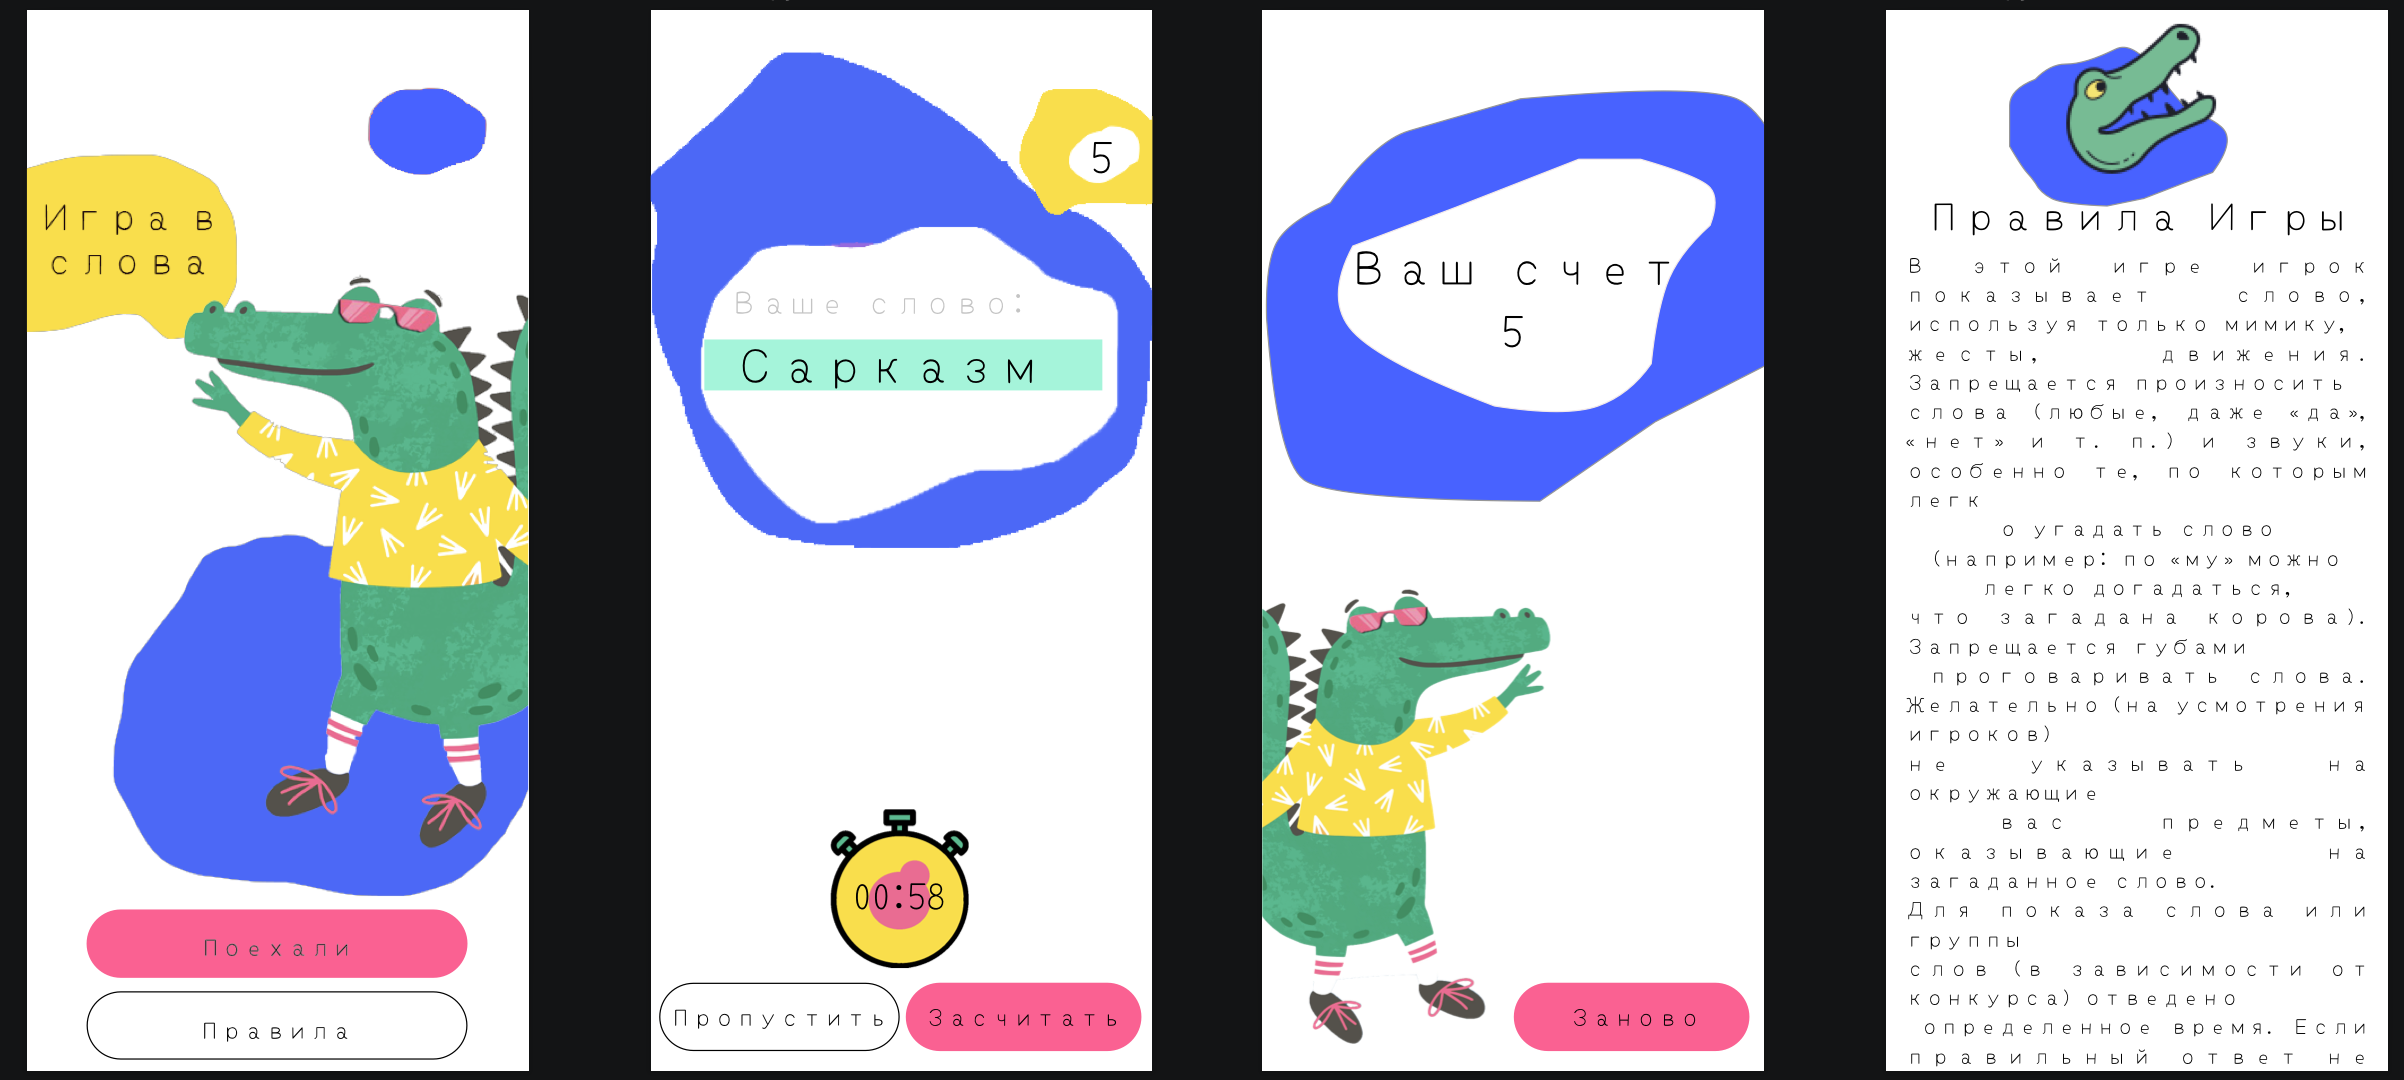 Игра в
слова
Поехали
Правила
5
Ваше слово:
Сарказм
00:58
Пропустить
Засчитать
Ваш счет
5
Заново
Правила Игры
В этой игре игрок
показывает слово,
используя только мимику,
жесты, движения.
Запрещается произносить
слова (любые, даже «да»,
«нет» и т. п.) и звуки,
особенно те, по которым
легк
о угадать слово
(например: по «му» можно
легко догадаться,
что загадана корова).
Запрещается губами
проговаривать слова.
Желательно (на усмотрения
игроков)
не указывать на
окружающие
вас предметы,
оказывающие на
загаданное слово.
Для показа слова или
группы
слов (в зависимости от
конкурса) отведено
определенное время. Если
правильный ответ не